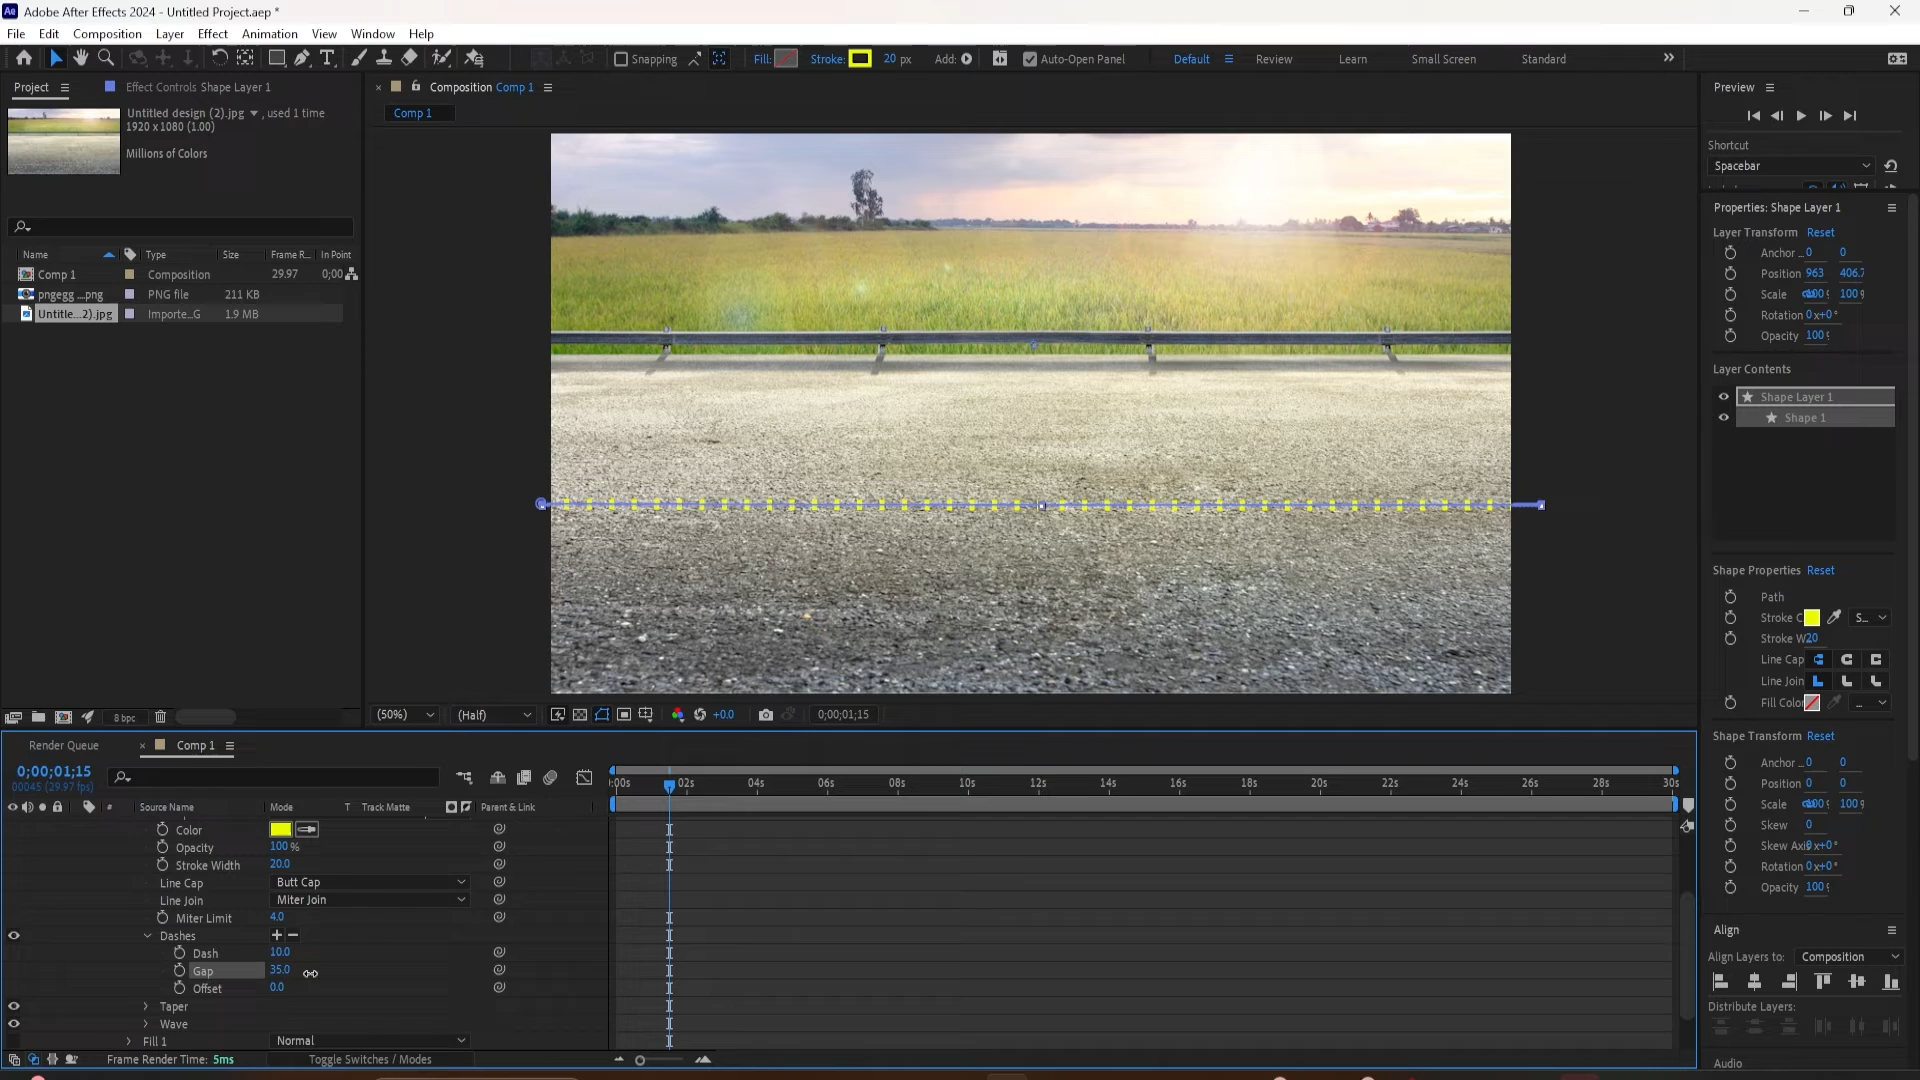 Adobe After Effects 2024 - Untitled Project.aep *
File Edit Composition Layer Effect Animation View Window Help
Snapping
Fill:
Stroke:
20 px
Add:
Auto-Open Panel
Default
Review
Learn
Small Screen
Standard
Project
Effect Controls Shape Layer 1
Untitled design (2).jpg , used 1 time
1920 x 1080 (1.00)
Millions of Colors
Name Type Size Frame R... In Point
Comp 1 Composition 29.97 0;00
pngegg ...png PNG file 211 KB
Untitle...2).jpg Importe...G 1.9 MB
8 bpc
Composition Comp 1
Comp 1
(50%) (Half) +0.0 0;00;01;15
Preview
Shortcut
Spacebar
Properties: Shape Layer 1
Layer Transform Reset
Anchor .. 0 0
Position 963 406.7
Scale 100 100
Rotation 0x+0°
Opacity 100
Layer Contents
Shape Layer 1
Shape 1
Shape Properties Reset
Path
Stroke C S...
Stroke W 20
Line Cap
Line Join
Fill Color ...
Shape Transform Reset
Anchor .. 0 0
Position 0 0
Scale 100 100
Skew 0
Skew Axis x+0°
Rotation 0x+0°
Opacity 100
Align
Align Layers to: Composition
Distribute Layers:
Audio
Render Queue Comp 1
0;00;01;15
00045 (29.97 fps)
:00s 02s 04s 06s 08s 10s 12s 14s 16s 18s 20s 22s 24s 26s 28s 30s
# Source Name Mode T Track Matte Parent & Link
Color
Opacity 100 %
Stroke Width 20.0
Line Cap Butt Cap
Line Join Miter Join
Miter Limit 4.0
Dashes + −
Dash 10.0
Gap 35.0
Offset 0.0
Taper
Wave
Fill 1 Normal
Frame Render Time: 5ms Toggle Switches / Modes